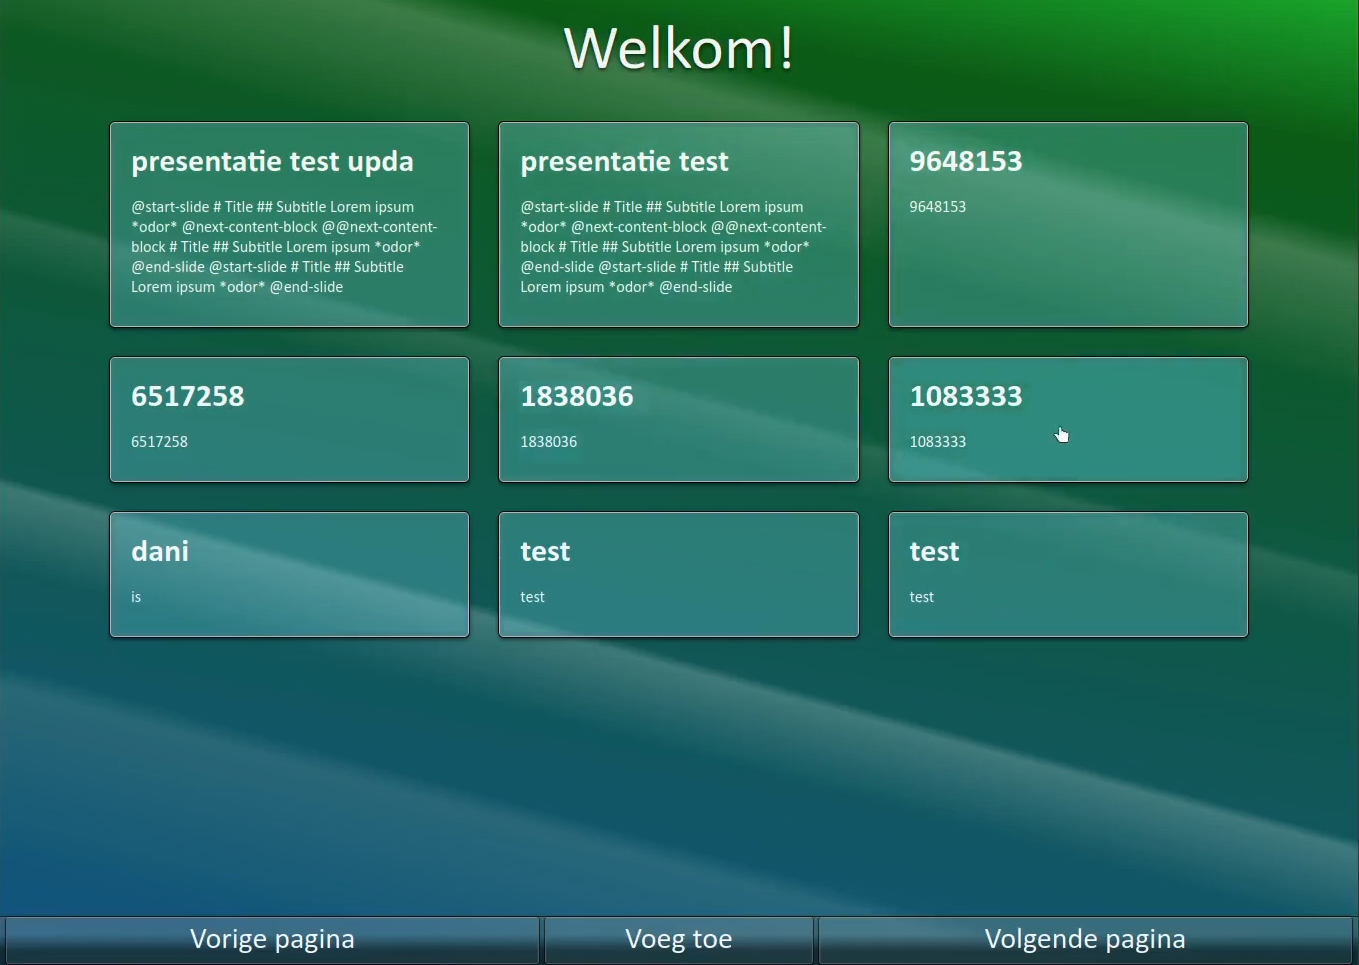 Welkom!
presentatie test upda
@start-slide # Title ## Subtitle Lorem ipsum
*odor* @next-content-block @@next-content-
block # Title ## Subtitle Lorem ipsum *odor*
@end-slide @start-slide # Title ## Subtitle
Lorem ipsum *odor* @end-slide
presentatie test
@start-slide # Title ## Subtitle Lorem ipsum
*odor* @next-content-block @@next-content-
block # Title ## Subtitle Lorem ipsum *odor*
@end-slide @start-slide # Title ## Subtitle
Lorem ipsum *odor* @end-slide
9648153
9648153
6517258
6517258
1838036
1838036
1083333
1083333
dani
is
test
test
test
test
Vorige pagina
Voeg toe
Volgende pagina